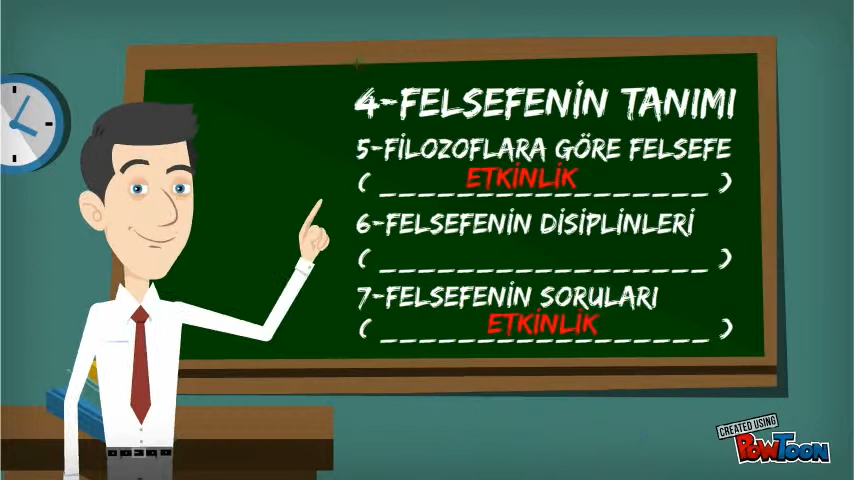 4-FELSEFENİN TANIMI
5-FİLOZOFLARA GÖRE FELSEFE
( _ _ _ _ ETKİNLİK _ _ _ _ _ _ )
6-FELSEFENİN DİSİPLİNLERİ
( _ _ _ _ _ _ _ _ _ _ _ _ _ )
7-FELSEFENİN SORULARI
( _ _ _ _ ETKİNLİK _ _ _ _ _ )
CREATED USING
POWTOON